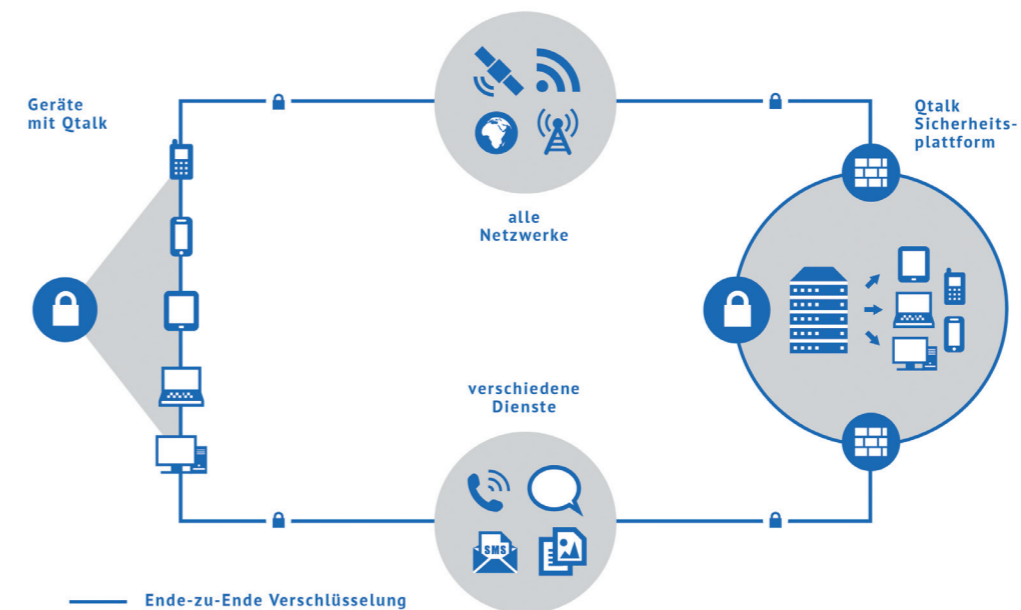 Geräte
mit Qtalk
alle
Netzwerke
Qtalk
Sicherheits-
plattform
verschiedene
Dienste
SMS
Ende-zu-Ende Verschlüsselung